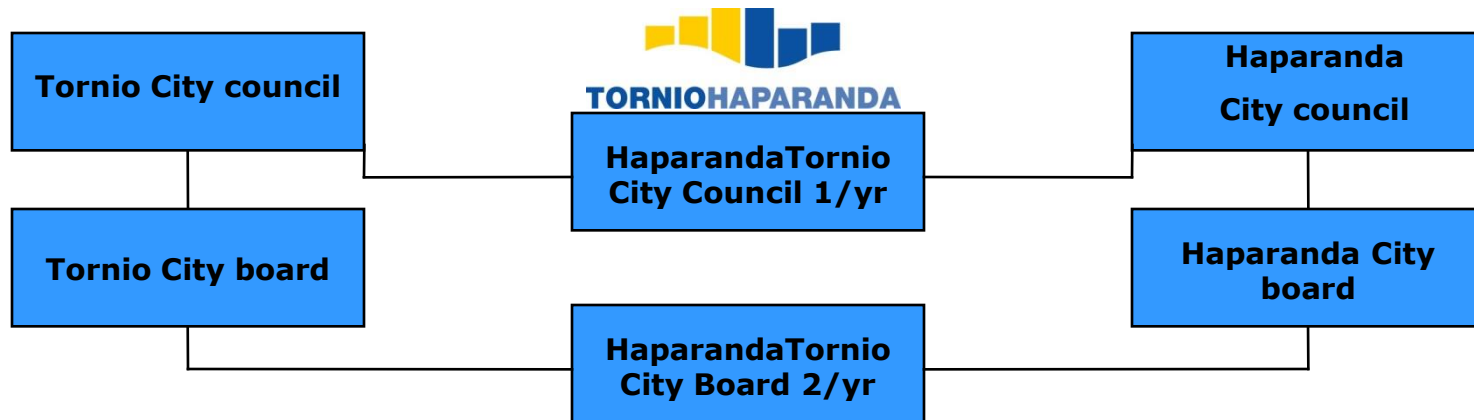 Tornio City council
TORNIOHAPARANDA
Haparanda
City council
HaparandaTornio
City Council 1/yr
Tornio City board
Haparanda City
board
HaparandaTornio
City Board 2/yr